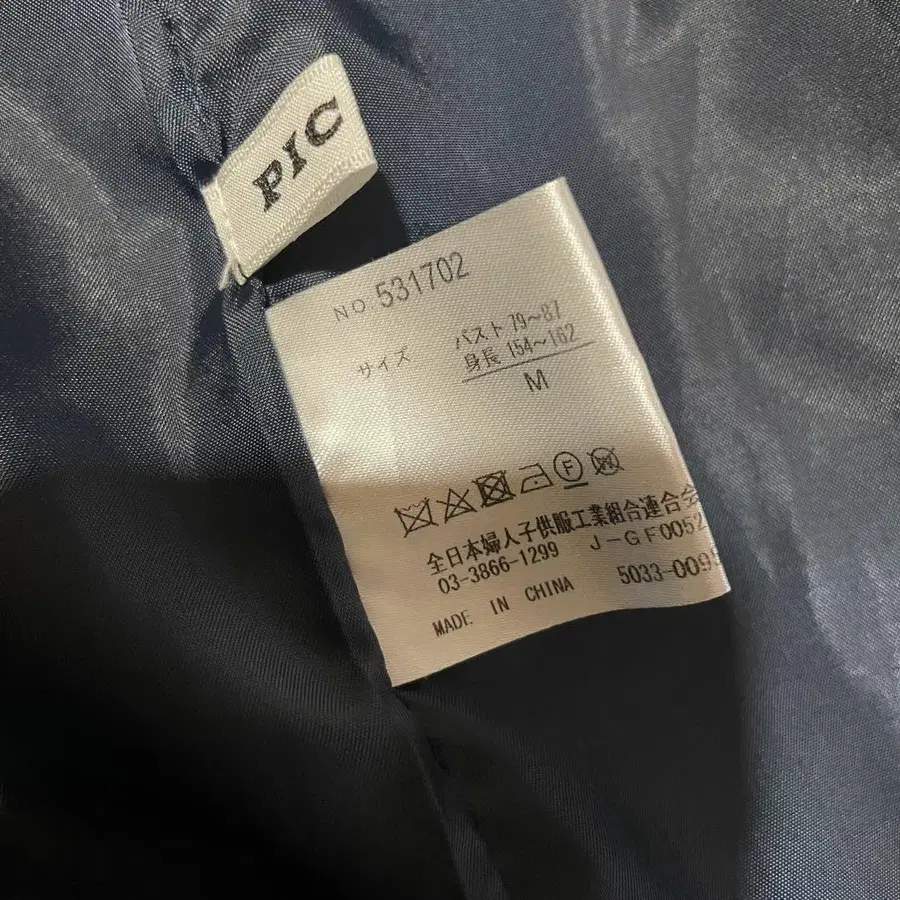 PIC
NO.531702
サイズ
バスト 79~87
身長 154~162
M
F
W
全日本婦人子供服工業組合連合会
03-3866-1299 J-GF0052
MADE IN CHINA 5033-009